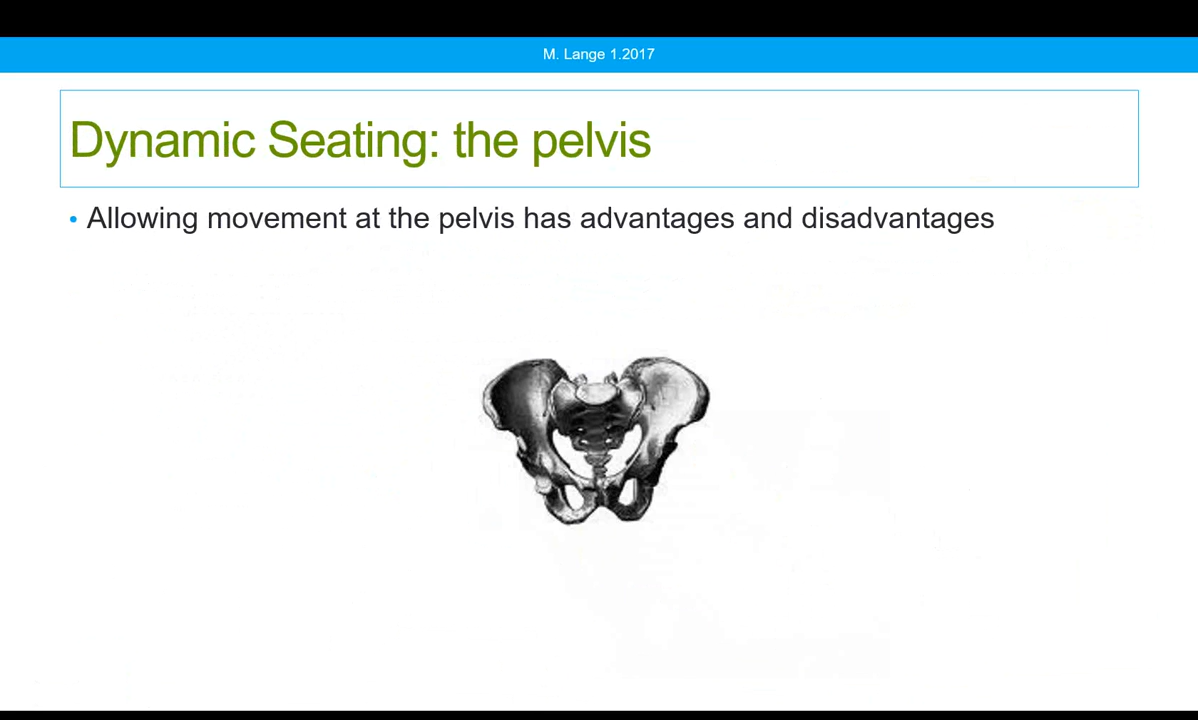 M. Lange 1.2017
Dynamic Seating: the pelvis
• Allowing movement at the pelvis has advantages and disadvantages